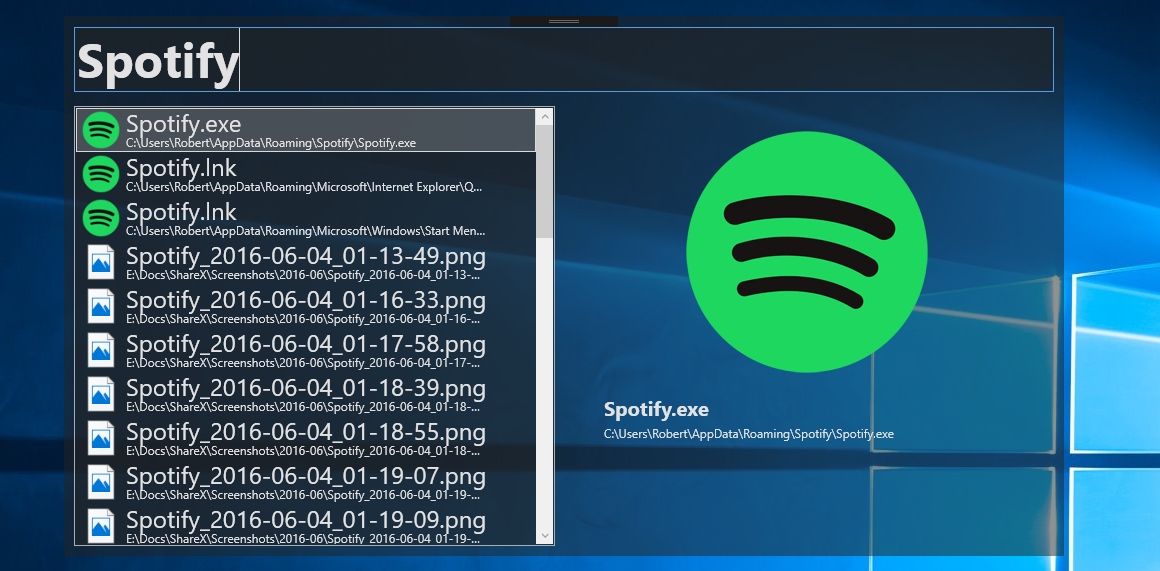 Spotify
Spotify.exe
C:\Users\Robert\AppData\Roaming\Spotify\Spotify.exe
Spotify.lnk
C:\Users\Robert\AppData\Roaming\Microsoft\Internet Explorer\Q...
Spotify.lnk
C:\Users\Robert\AppData\Roaming\Microsoft\Windows\Start Men...
Spotify_2016-06-04_01-13-49.png
E:\Docs\ShareX\Screenshots\2016-06\Spotify_2016-06-04_01-13-...
Spotify_2016-06-04_01-16-33.png
E:\Docs\ShareX\Screenshots\2016-06\Spotify_2016-06-04_01-16-...
Spotify_2016-06-04_01-17-58.png
E:\Docs\ShareX\Screenshots\2016-06\Spotify_2016-06-04_01-17-...
Spotify_2016-06-04_01-18-39.png
E:\Docs\ShareX\Screenshots\2016-06\Spotify_2016-06-04_01-18-...
Spotify_2016-06-04_01-18-55.png
E:\Docs\ShareX\Screenshots\2016-06\Spotify_2016-06-04_01-18-...
Spotify_2016-06-04_01-19-07.png
E:\Docs\ShareX\Screenshots\2016-06\Spotify_2016-06-04_01-19-...
Spotify_2016-06-04_01-19-09.png
E:\Docs\ShareX\Screenshots\2016-06\Spotify_2016-06-04_01-19-...
Spotify.exe
C:\Users\Robert\AppData\Roaming\Spotify\Spotify.exe